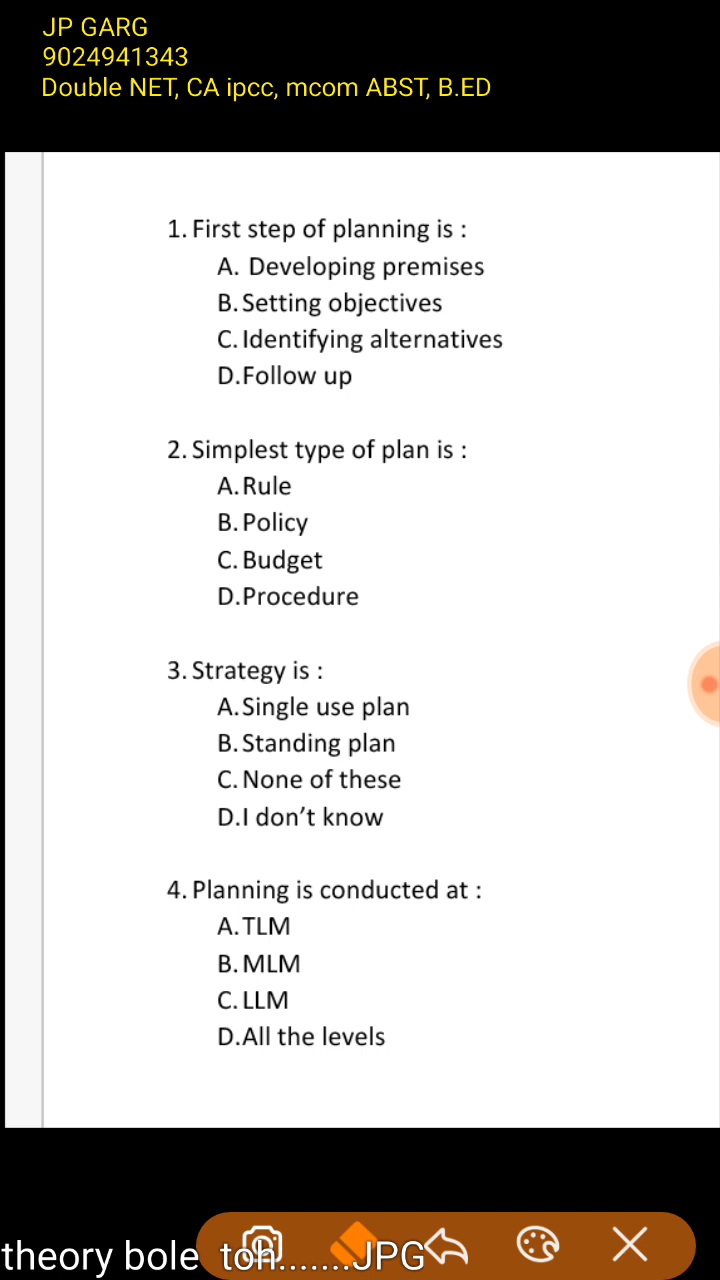 JP GARG
9024941343
Double NET, CA ipcc, mcom ABST, B.ED
1. First step of planning is :
A. Developing premises
B. Setting objectives
C. Identifying alternatives
D.Follow up
2. Simplest type of plan is :
A. Rule
B. Policy
C. Budget
D.Procedure
3. Strategy is :
A. Single use plan
B. Standing plan
C. None of these
D.I don't know
4. Planning is conducted at :
A. TLM
B. MLM
C. LLM
D.All the levels
theory bole toh.......JPG